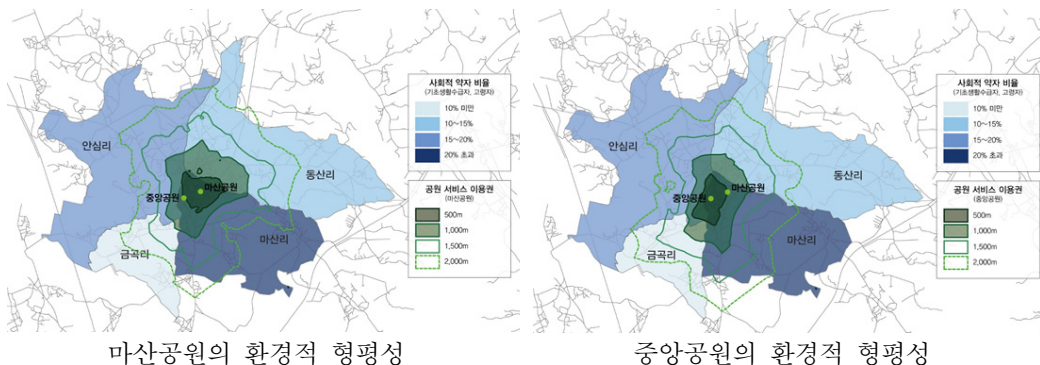 사회적 약자 비율
(기초생활수급자, 고령자)
10% 미만
10~15%
15~20%
20% 초과
공원 서비스 이용권
(마산공원)
500m
1,000m
1,500m
2,000m
안심리
동산리
마산공원
중앙공원
마산리
금곡리
마산공원의 환경적 형평성
사회적 약자 비율
(기초생활수급자, 고령자)
10% 미만
10~15%
15~20%
20% 초과
공원 서비스 이용권
(중앙공원)
500m
1,000m
1,500m
2,000m
안심리
동산리
마산공원
중앙공원
마산리
금곡리
중앙공원의 환경적 형평성